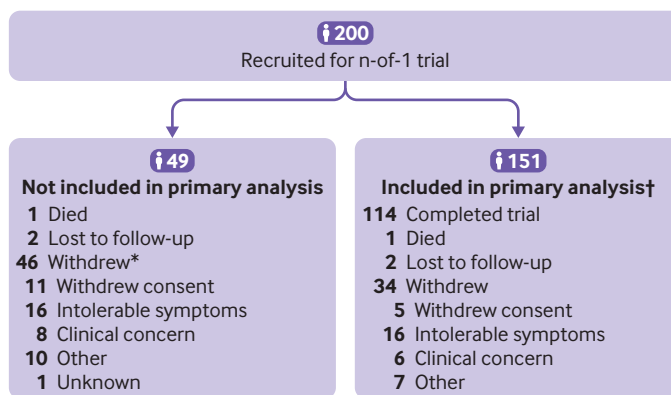 200
Recruited for n-of-1 trial
49
Not included in primary analysis
1 Died
2 Lost to follow-up
46 Withdrew*
11 Withdrew consent
16 Intolerable symptoms
8 Clinical concern
10 Other
1 Unknown
151
Included in primary analysis†
114 Completed trial
1 Died
2 Lost to follow-up
34 Withdrew
5 Withdrew consent
16 Intolerable symptoms
6 Clinical concern
7 Other